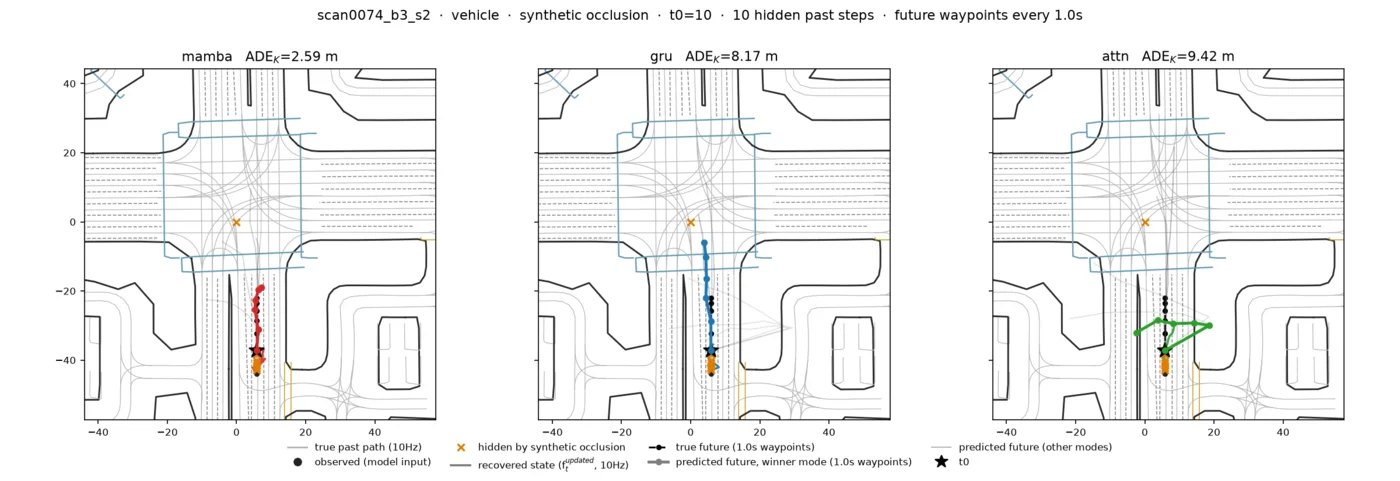 scan0074_b3_s2 · vehicle · synthetic occlusion · t0=10 · 10 hidden past steps · future waypoints every 1.0s
mamba ADE_K=2.59 m
gru ADE_K=8.17 m
attn ADE_K=9.42 m
40
20
0
−20
−40
−40 −20 0 20 40
−40 −20 0 20 40
−40 −20 0 20 40
true past path (10Hz)
observed (model input)
hidden by synthetic occlusion
recovered state (f_t^updated, 10Hz)
true future (1.0s waypoints)
predicted future, winner mode (1.0s waypoints)
predicted future (other modes)
t0